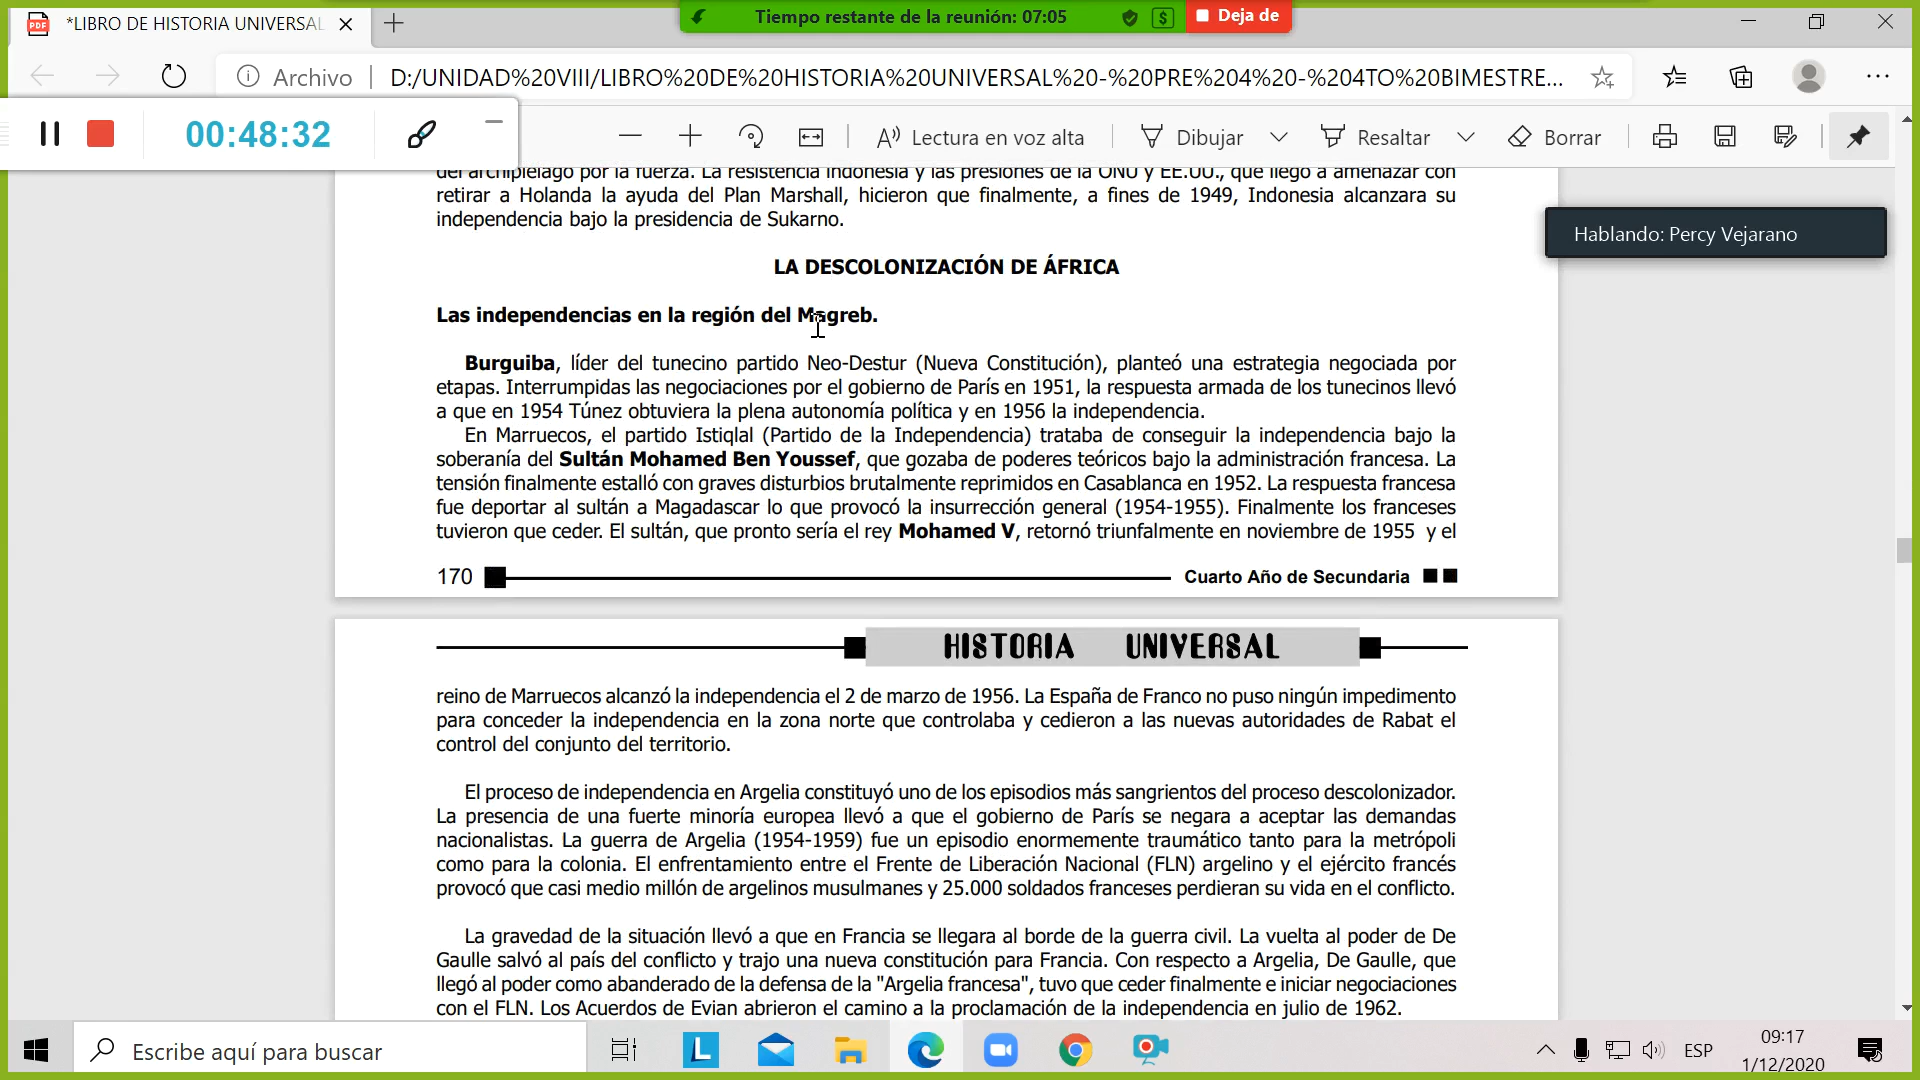 *LIBRO DE HISTORIA UNIVERSAL
Tiempo restante de la reunión: 07:05
Deja de
Archivo
D:/UNIDAD%20VIII/LIBRO%20DE%20HISTORIA%20UNIVERSAL%20-%20PRE%204%20-%204TO%20BIMESTRE...
00:48:32
Lectura en voz alta
Dibujar
Resaltar
Borrar
Hablando: Percy Vejarano
del archipiélago por la fuerza. La resistencia indonesia y las presiones de la ONU y EE.UU., que llegó a amenazar con
retirar a Holanda la ayuda del Plan Marshall, hicieron que finalmente, a fines de 1949, Indonesia alcanzara su
independencia bajo la presidencia de Sukarno.
LA DESCOLONIZACIÓN DE ÁFRICA
Las independencias en la región del Magreb.
Burguiba, líder del tunecino partido Neo-Destur (Nueva Constitución), planteó una estrategia negociada por
etapas. Interrumpidas las negociaciones por el gobierno de París en 1951, la respuesta armada de los tunecinos llevó
a que en 1954 Túnez obtuviera la plena autonomía política y en 1956 la independencia.
En Marruecos, el partido Istiqlal (Partido de la Independencia) trataba de conseguir la independencia bajo la
soberanía del Sultán Mohamed Ben Youssef, que gozaba de poderes teóricos bajo la administración francesa. La
tensión finalmente estalló con graves disturbios brutalmente reprimidos en Casablanca en 1952. La respuesta francesa
fue deportar al sultán a Magadascar lo que provocó la insurrección general (1954-1955). Finalmente los franceses
tuvieron que ceder. El sultán, que pronto sería el rey Mohamed V, retornó triunfalmente en noviembre de 1955 y el
170
Cuarto Año de Secundaria
HISTORIA UNIVERSAL
reino de Marruecos alcanzó la independencia el 2 de marzo de 1956. La España de Franco no puso ningún impedimento
para conceder la independencia en la zona norte que controlaba y cedieron a las nuevas autoridades de Rabat el
control del conjunto del territorio.
El proceso de independencia en Argelia constituyó uno de los episodios más sangrientos del proceso descolonizador.
La presencia de una fuerte minoría europea llevó a que el gobierno de París se negara a aceptar las demandas
nacionalistas. La guerra de Argelia (1954-1959) fue un episodio enormemente traumático tanto para la metrópoli
como para la colonia. El enfrentamiento entre el Frente de Liberación Nacional (FLN) argelino y el ejército francés
provocó que casi medio millón de argelinos musulmanes y 25.000 soldados franceses perdieran su vida en el conflicto.
La gravedad de la situación llevó a que en Francia se llegara al borde de la guerra civil. La vuelta al poder de De
Gaulle salvó al país del conflicto y trajo una nueva constitución para Francia. Con respecto a Argelia, De Gaulle, que
llegó al poder como abanderado de la defensa de la "Argelia francesa", tuvo que ceder finalmente e iniciar negociaciones
con el FLN. Los Acuerdos de Evian abrieron el camino a la proclamación de la independencia en julio de 1962.
Escribe aquí para buscar
ESP
09:17
1/12/2020